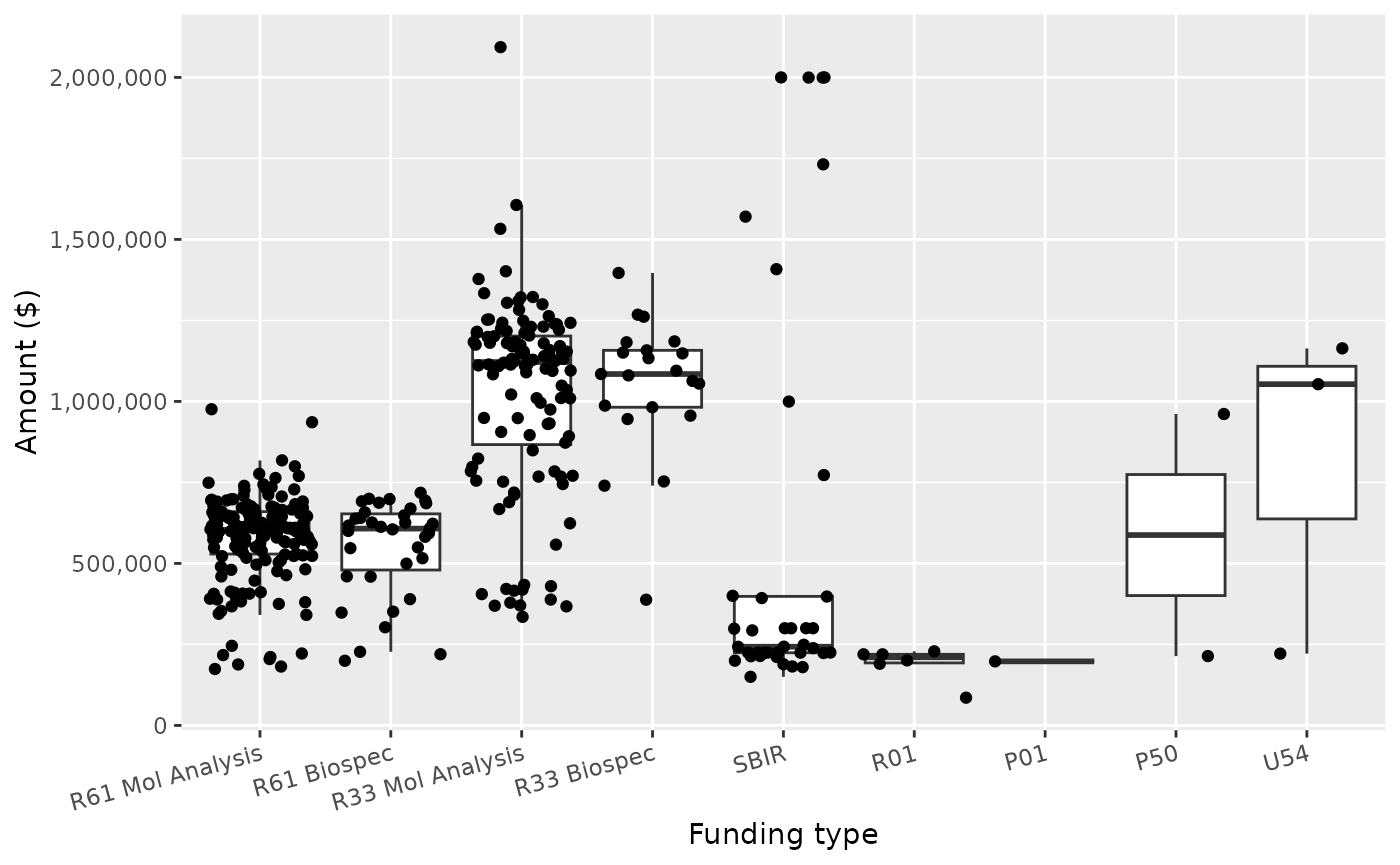 2,000,000
1,500,000
1,000,000
500,000
0
Amount ($)
R61 Mol Analysis
R61 Biospec
R33 Mol Analysis
R33 Biospec
SBIR
R01
P01
P50
U54
Funding type